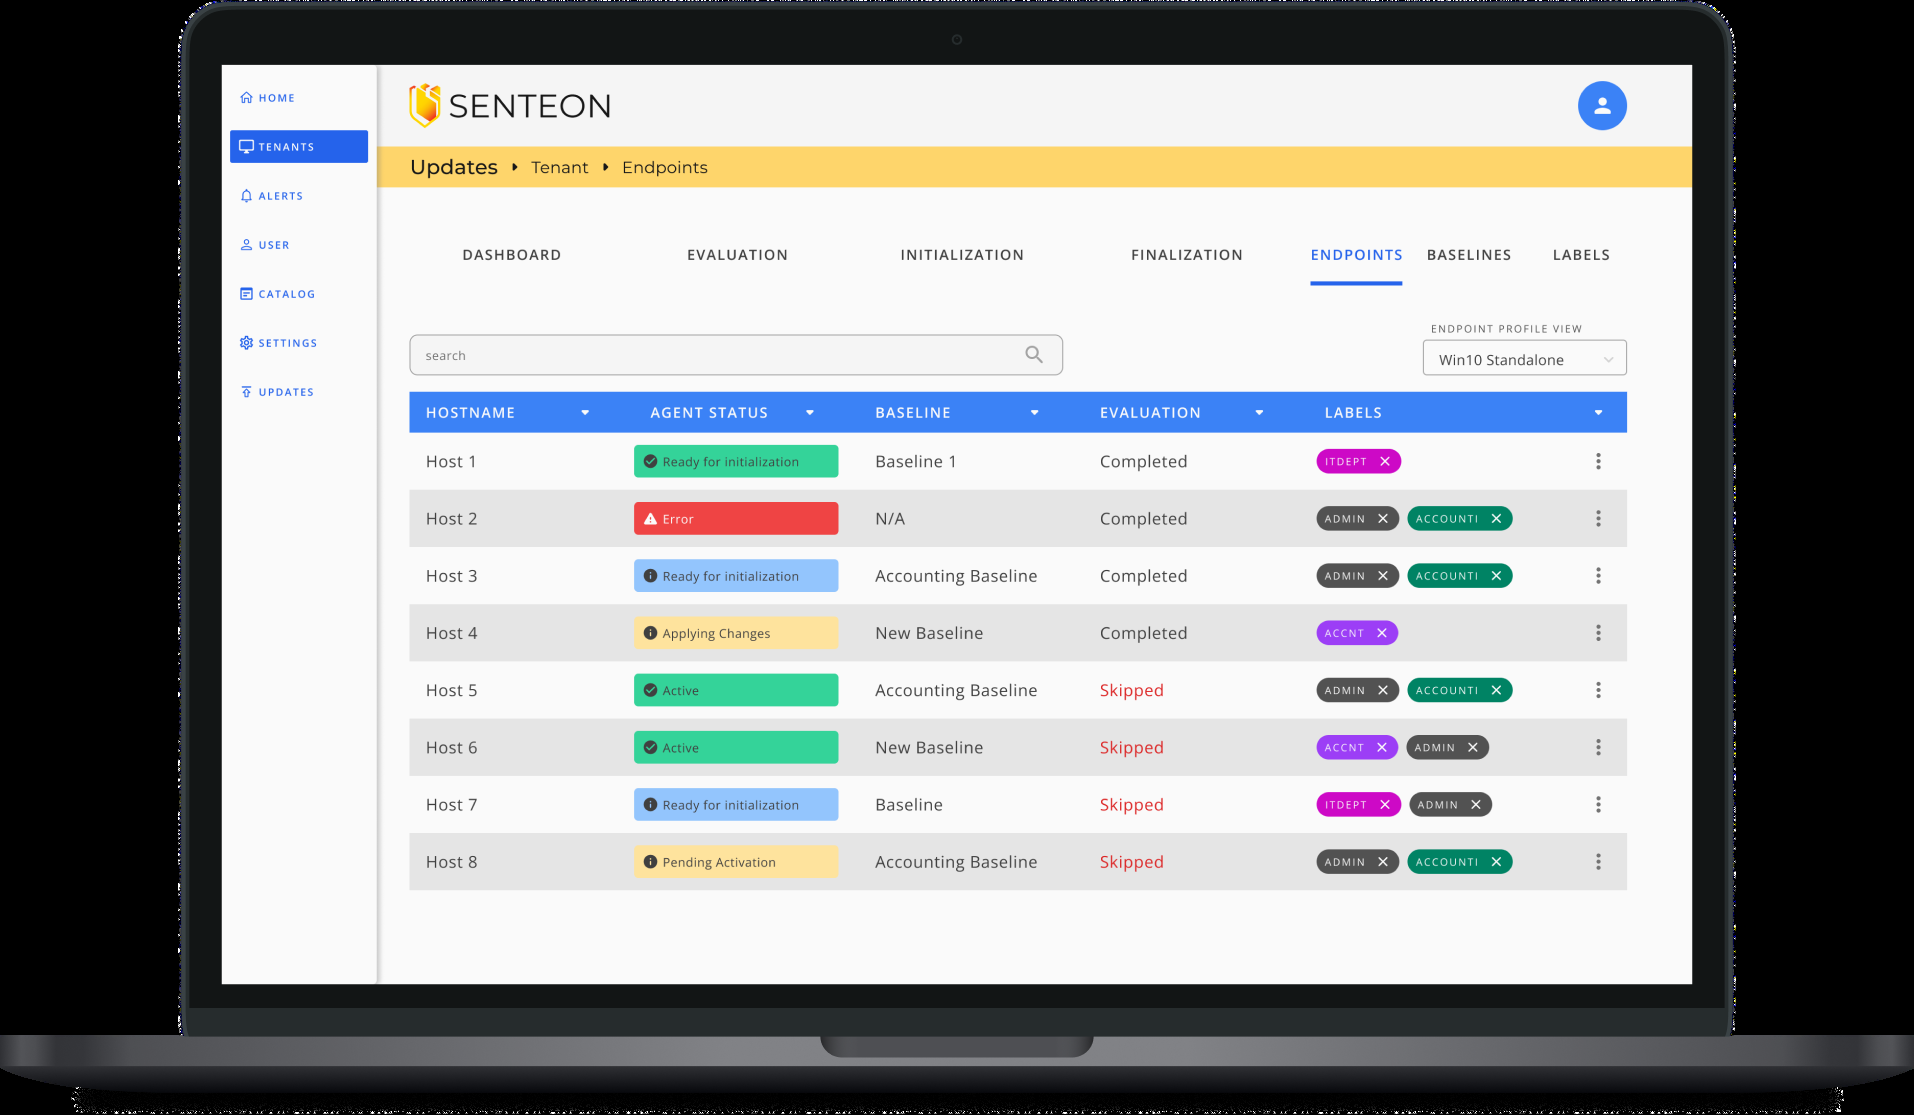 HOME
TENANTS
ALERTS
USER
CATALOG
SETTINGS
UPDATES
SENTEON
Updates Tenant Endpoints
DASHBOARD EVALUATION INITIALIZATION FINALIZATION ENDPOINTS BASELINES LABELS
ENDPOINT PROFILE VIEW
search
Win10 Standalone
HOSTNAME AGENT STATUS BASELINE EVALUATION LABELS
Host 1 Ready for initialization Baseline 1 Completed ITDEPT
Host 2 Error N/A Completed ADMIN ACCOUNTI
Host 3 Ready for initialization Accounting Baseline Completed ADMIN ACCOUNTI
Host 4 Applying Changes New Baseline Completed ACCNT
Host 5 Active Accounting Baseline Skipped ADMIN ACCOUNTI
Host 6 Active New Baseline Skipped ACCNT ADMIN
Host 7 Ready for initialization Baseline Skipped ITDEPT ADMIN
Host 8 Pending Activation Accounting Baseline Skipped ADMIN ACCOUNTI